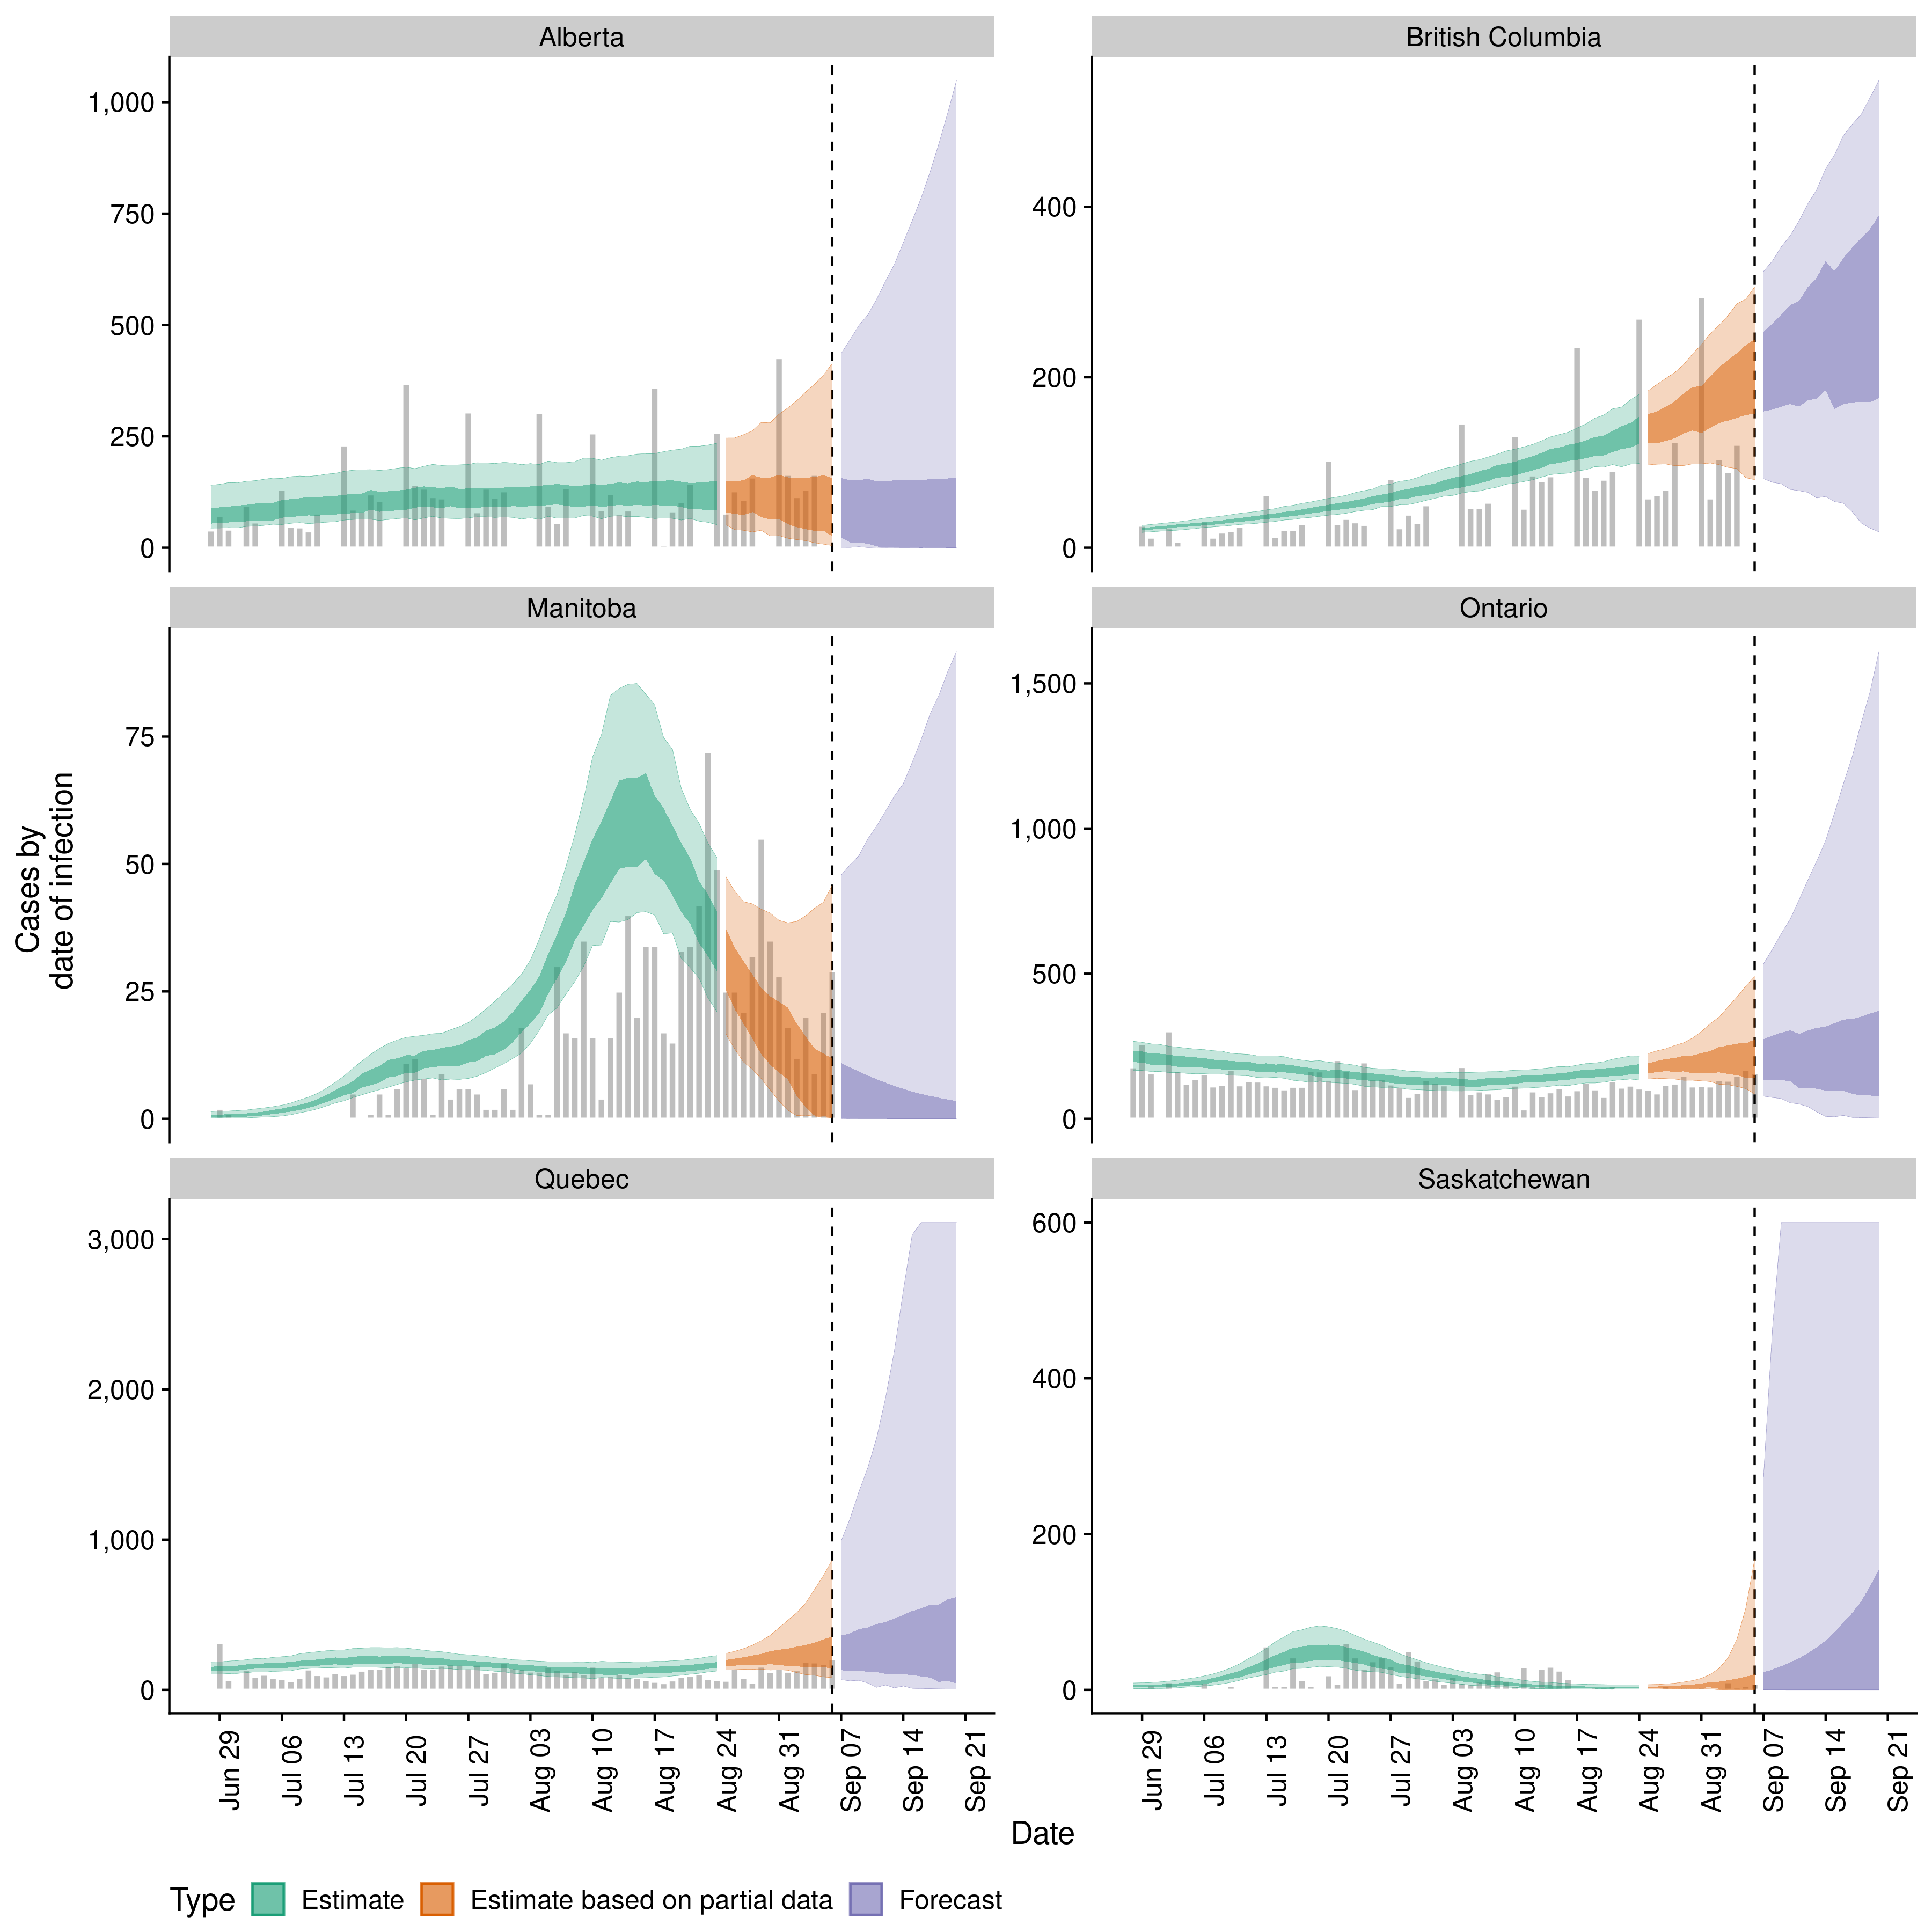 Alberta
British Columbia
1,000
750
500
250
0
400
200
0
Manitoba
Ontario
75
50
25
0
1,500
1,000
500
0
Quebec
Saskatchewan
3,000
2,000
1,000
0
600
400
200
0
Cases by
date of infection
Jun 29
Jul 06
Jul 13
Jul 20
Jul 27
Aug 03
Aug 10
Aug 17
Aug 24
Aug 31
Sep 07
Sep 14
Sep 21
Jun 29
Jul 06
Jul 13
Jul 20
Jul 27
Aug 03
Aug 10
Aug 17
Aug 24
Aug 31
Sep 07
Sep 14
Sep 21
Date
Type Estimate Estimate based on partial data Forecast